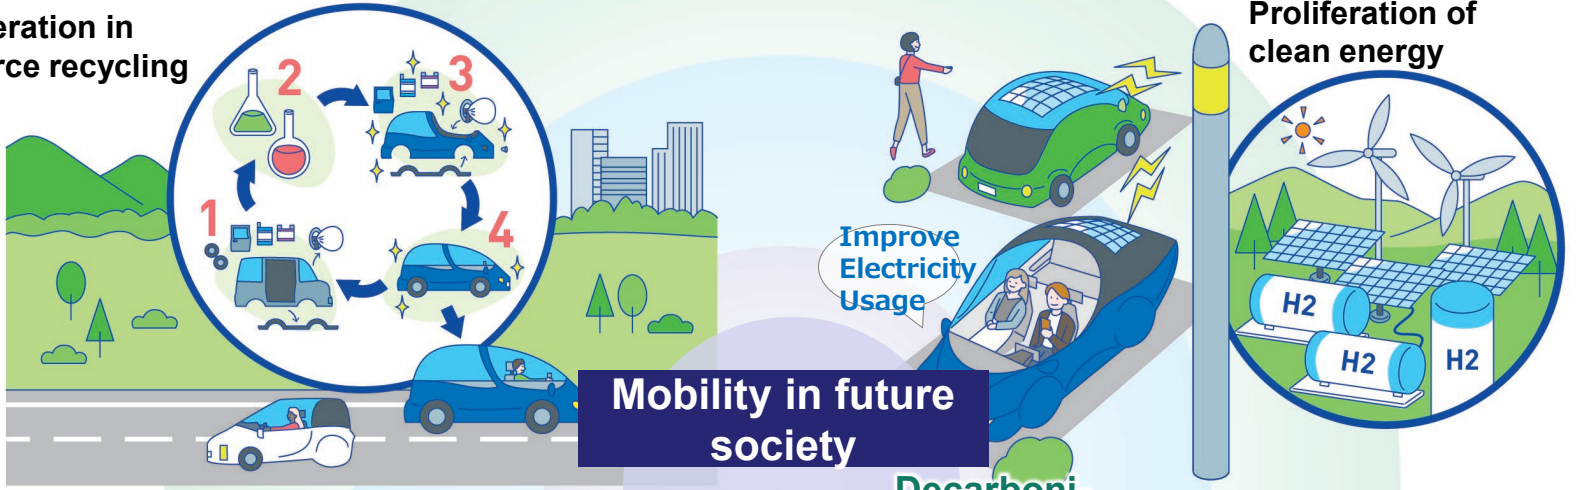 eration in
rce recycling
2
3
1
4
Improve
Electricity
Usage
Mobility in future
society
Proliferation of
clean energy
H2
H2
H2
Decarboni